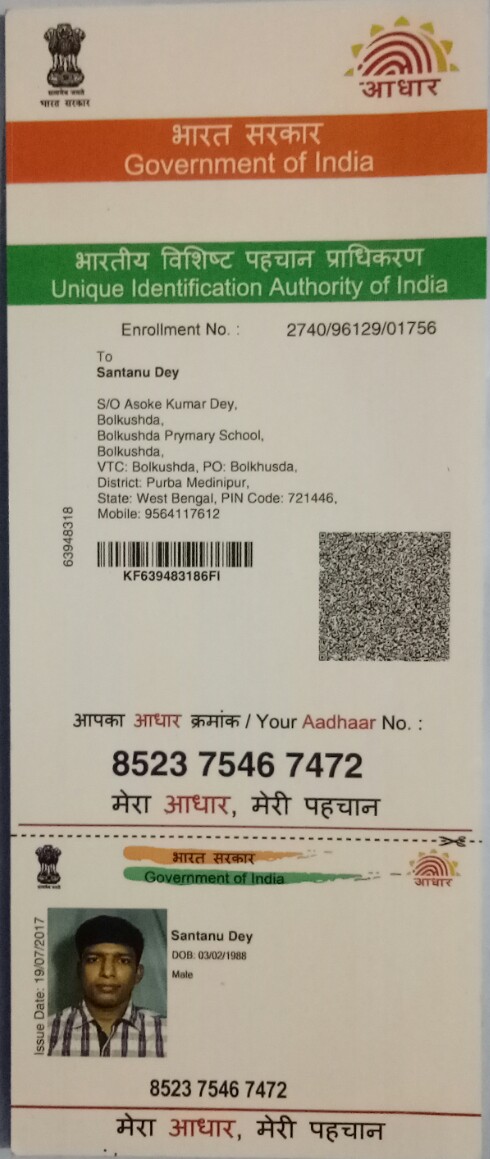 सत्यमेव जयते
भारत सरकार
आधार
भारत सरकार
Government of India
भारतीय विशिष्ट पहचान प्राधिकरण
Unique Identification Authority of India
Enrollment No. : 2740/96129/01756
To
Santanu Dey
S/O Asoke Kumar Dey,
Bolkushda,
Bolkushda Prymary School,
Bolkushda,
VTC: Bolkushda, PO: Bolkhusda,
District: Purba Medinipur,
State: West Bengal, PIN Code: 721446,
Mobile: 9564117612
63948318
KF639483186FI
आपका आधार क्रमांक / Your Aadhaar No. :
8523 7546 7472
मेरा आधार, मेरी पहचान
भारत सरकार
Government of India
आधार
Issue Date: 19/07/2017
Santanu Dey
DOB: 03/02/1988
Male
8523 7546 7472
मेरा आधार, मेरी पहचान